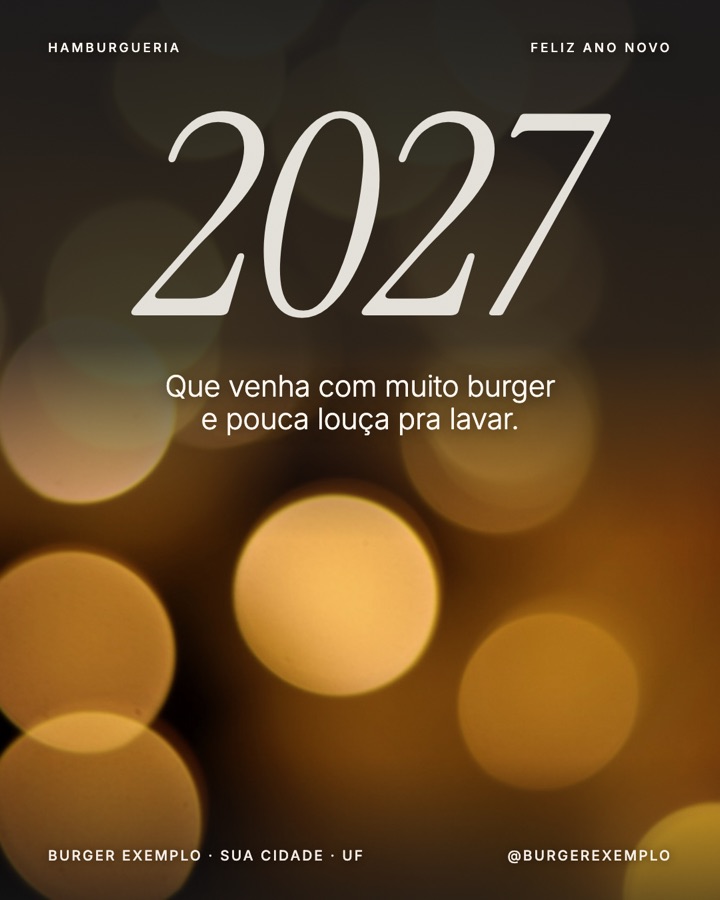 HAMBURGUERIA
FELIZ ANO NOVO
2027
Que venha com muito burger
e pouca louça pra lavar.
BURGER EXEMPLO · SUA CIDADE · UF
@BURGEREXEMPLO